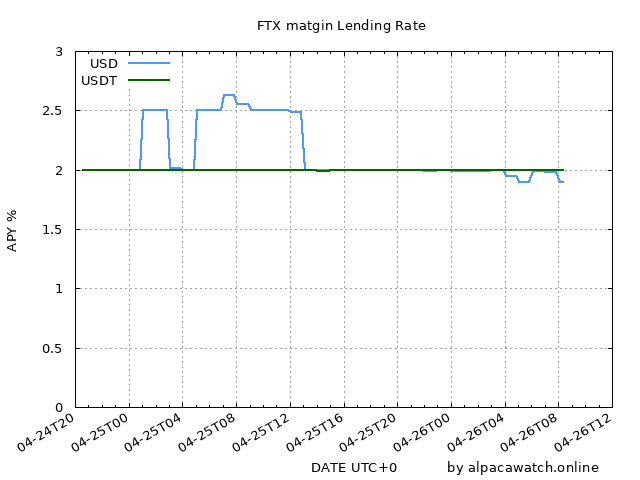 FTX matgin Lending Rate
USD
USDT
3
2.5
2
1.5
1
0.5
0
APY %
04-24T20
04-25T00
04-25T04
04-25T08
04-25T12
04-25T16
04-25T20
04-26T00
04-26T04
04-26T08
04-26T12
DATE UTC+0
by alpacawatch.online